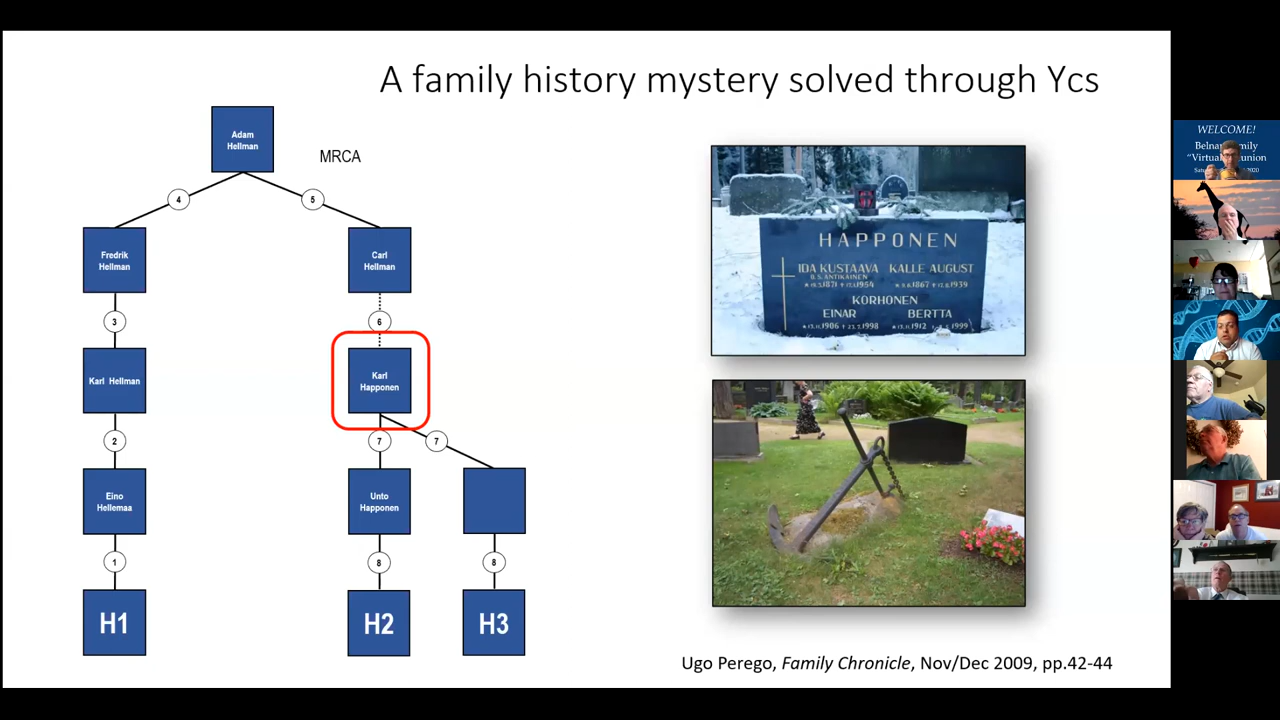 A family history mystery solved through Ycs
Adam
Hellman
MRCA
4
5
Fredrik
Hellman
Carl
Hellman
3
6
Karl Hellman
Karl
Happonen
2
7
7
Eino
Hellemaa
Unto
Happonen
1
8
8
H1
H2
H3
HAPPONEN
IDA KUSTAAVA KALLE AUGUST
KORHONEN
EINAR BERTTA
Ugo Perego, Family Chronicle, Nov/Dec 2009, pp.42-44
WELCOME!